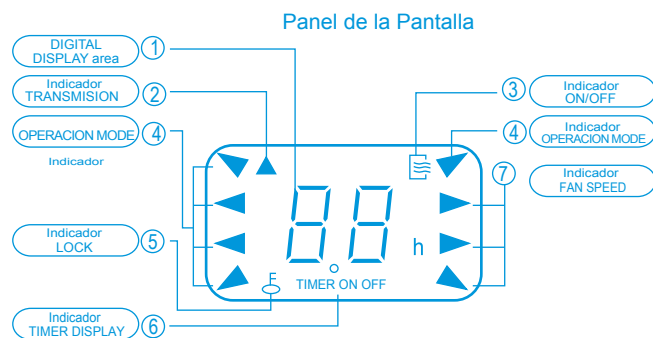 Panel de la Pantalla
DIGITAL
DISPLAY area
1
Indicador
TRANSMISION
2
OPERACION MODE
4
Indicador
Indicador
LOCK
5
Indicador
TIMER DISPLAY
6
3
Indicador
ON/OFF
4
Indicador
OPERACION MODE
7
Indicador
FAN SPEED
88
h
TIMER ON OFF